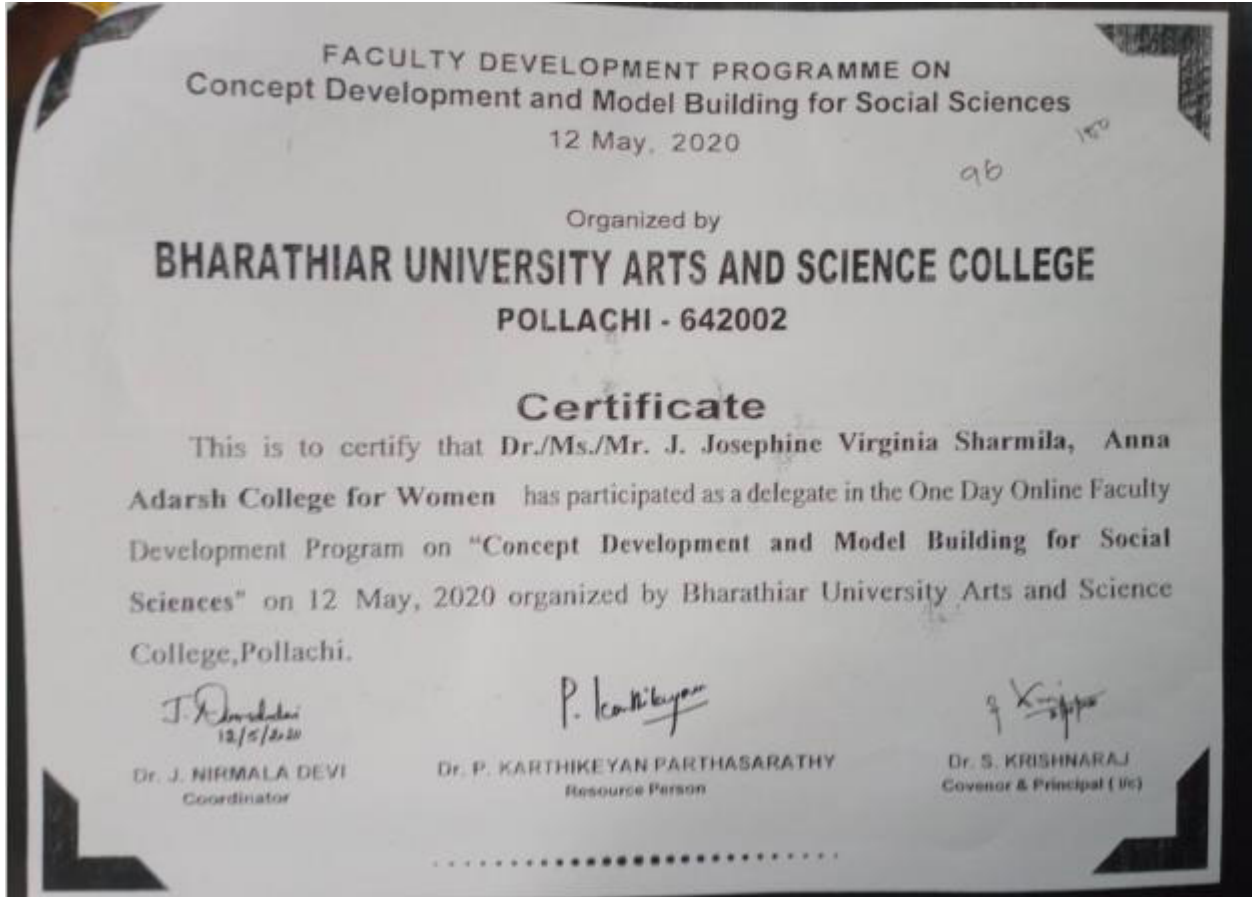 FACULTY DEVELOPMENT PROGRAMME ON
Concept Development and Model Building for Social Sciences
12 May, 2020
180
96
Organized by
BHARATHIAR UNIVERSITY ARTS AND SCIENCE COLLEGE
POLLACHI - 642002
Certificate
This is to certify that Dr./Ms./Mr. J. Josephine Virginia Sharmila, Anna
Adarsh College for Women has participated as a delegate in the One Day Online Faculty
Development Program on "Concept Development and Model Building for Social
Sciences" on 12 May, 2020 organized by Bharathiar University Arts and Science
College,Pollachi.
P. Karthikeyan
12/5/2020
Dr. J. NIRMALA DEVI
Dr. P. KARTHIKEYAN PARTHASARATHY
Dr. S. KRISHNARAJ
Coordinator
Resource Person
Covenor & Principal ( i/c)